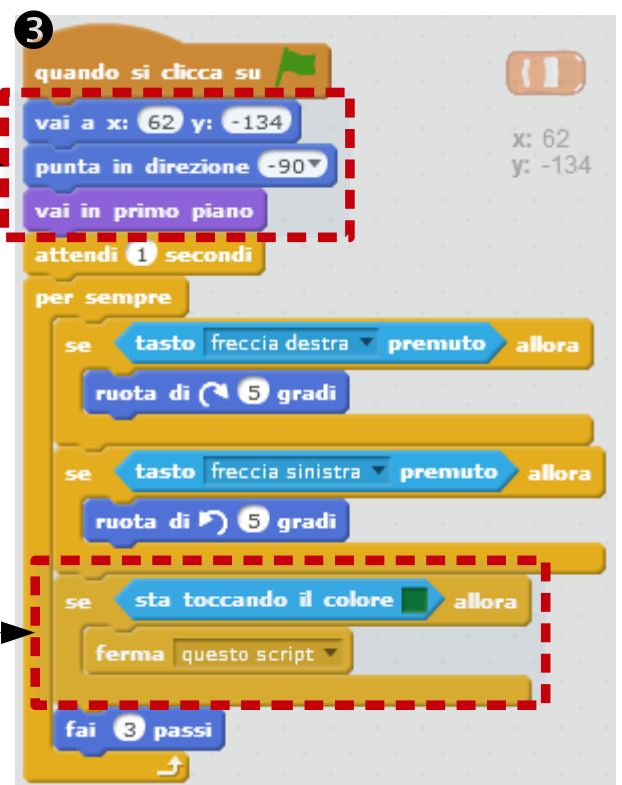 3
quando si clicca su
vai a x: 62 y: -134
punta in direzione -90
vai in primo piano
attendi 1 secondi
per sempre
se tasto freccia destra premuto allora
ruota di 5 gradi
se tasto freccia sinistra premuto allora
ruota di 5 gradi
se sta toccando il colore allora
ferma questo script
fai 3 passi
x: 62
y: -134